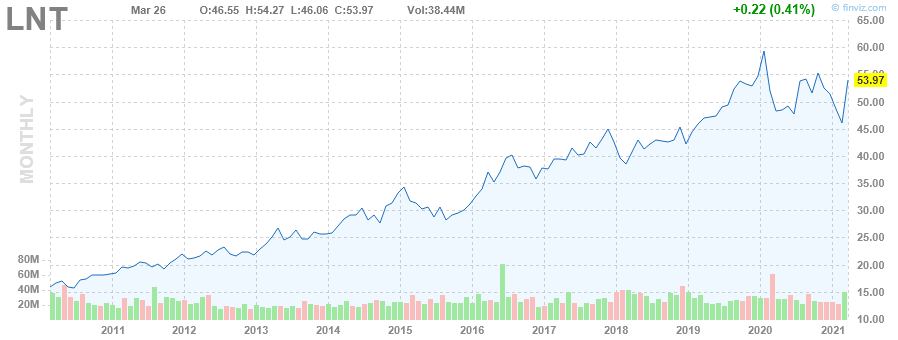 LNT
Mar 26 O:46.55 H:54.27 L:46.06 C:53.97 Vol:38.44M +0.22 (0.41%)
© finviz.com
MONTHLY
65.00
60.00
53.97
50.00
45.00
40.00
35.00
30.00
25.00
20.00
15.00
10.00
80M
60M
40M
20M
2011 2012 2013 2014 2015 2016 2017 2018 2019 2020 2021